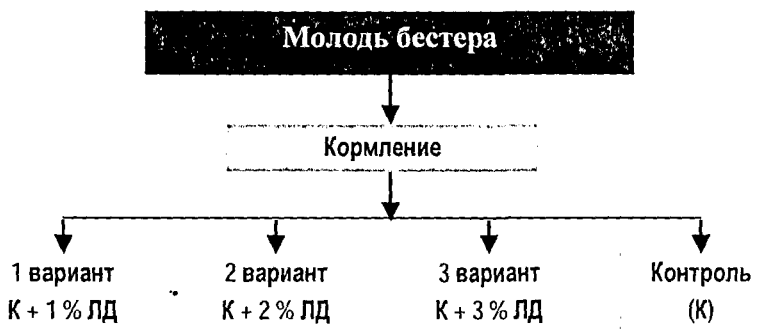 Молодь бестера
Кормление
1 вариант
К + 1 % ЛД
2 вариант
К + 2 % ЛД
3 вариант
К + 3 % ЛД
Контроль
(К)